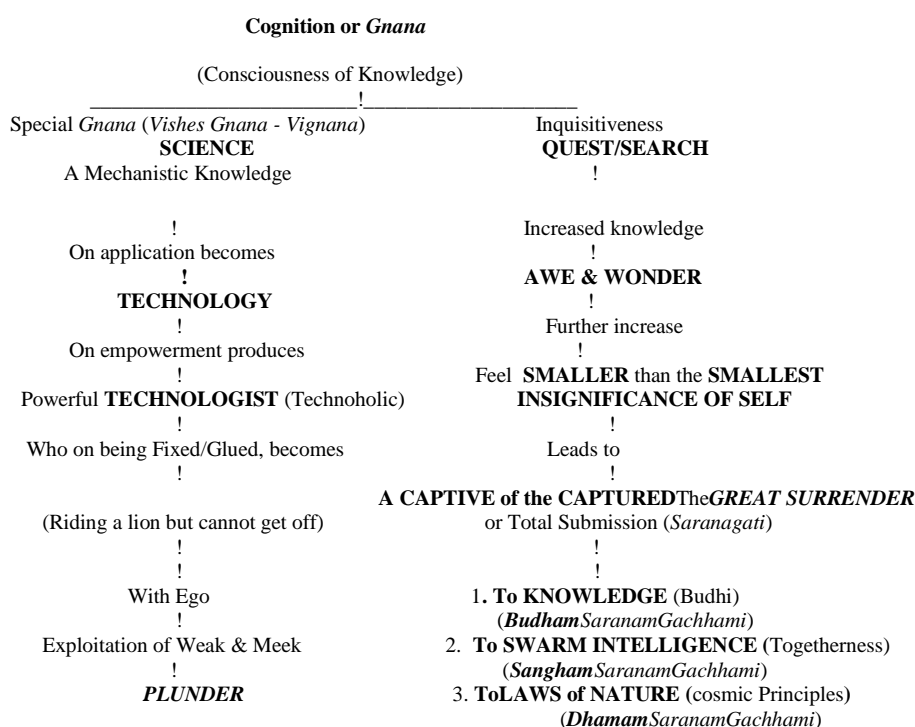 Cognition or Gnana
(Consciousness of Knowledge)
_________________________!____________________
Special Gnana (Vishes Gnana - Vignana) Inquisitiveness
SCIENCE QUEST/SEARCH
A Mechanistic Knowledge !
! Increased knowledge
On application becomes !
! AWE & WONDER
TECHNOLOGY !
! Further increase
On empowerment produces !
! Feel SMALLER than the SMALLEST
Powerful TECHNOLOGIST (Technoholic) INSIGNIFICANCE OF SELF
! !
Who on being Fixed/Glued, becomes Leads to
! !
A CAPTIVE of the CAPTUREDTheGREAT SURRENDER
(Riding a lion but cannot get off) or Total Submission (Saranagati)
! !
! !
With Ego 1. To KNOWLEDGE (Budhi)
! (BudhamSaranamGachhami)
Exploitation of Weak & Meek 2. To SWARM INTELLIGENCE (Togetherness)
! (SanghamSaranamGachhami)
PLUNDER 3. ToLAWS of NATURE (cosmic Principles)
(DhamamSaranamGachhami)